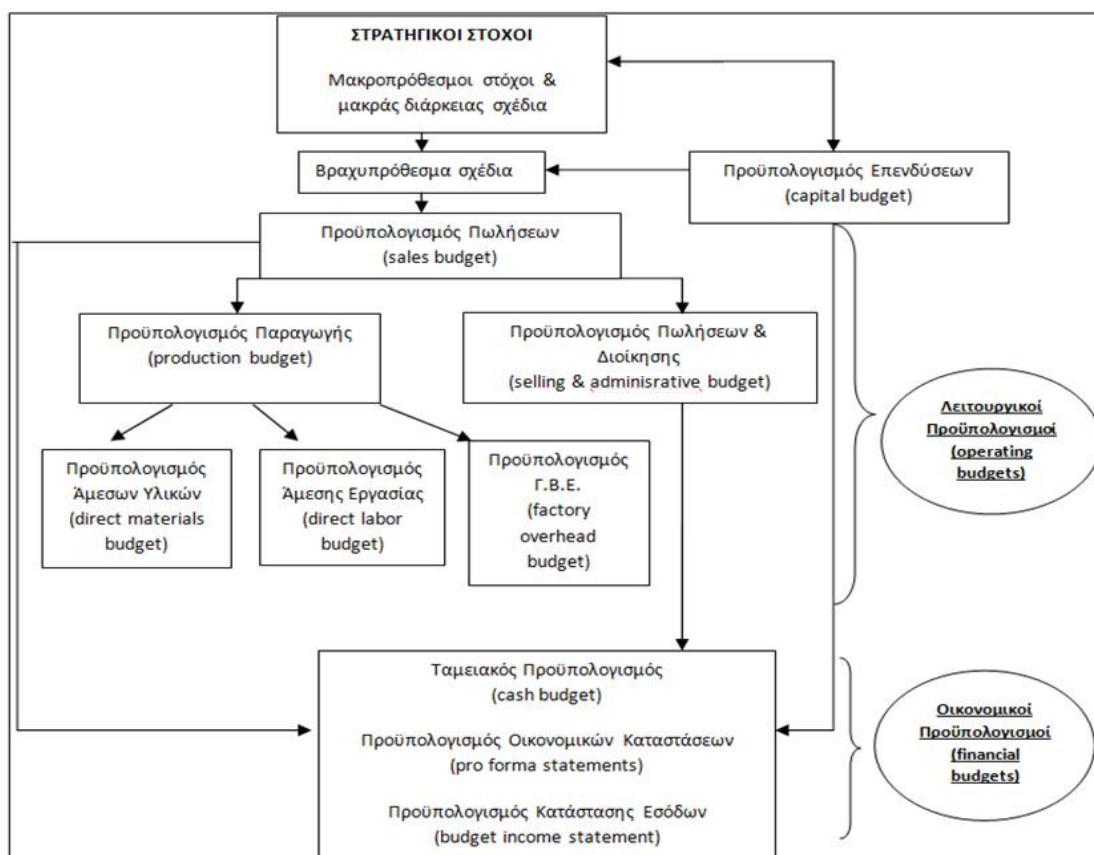 ΣΤΡΑΤΗΓΙΚΟΙ ΣΤΟΧΟΙ
Μακροπρόθεσμοι στόχοι &
μακράς διάρκειας σχέδια
Βραχυπρόθεσμα σχέδια
Προϋπολογισμός Επενδύσεων
(capital budget)
Προϋπολογισμός Πωλήσεων
(sales budget)
Προϋπολογισμός Παραγωγής
(production budget)
Προϋπολογισμός Πωλήσεων &
Διοίκησης
(selling & adminisrative budget)
Λειτουργικοί
Προϋπολογισμοί
(operating
budgets)
Προϋπολογισμός
Άμεσων Υλικών
(direct materials
budget)
Προϋπολογισμός
Άμεσης Εργασίας
(direct labor
budget)
Προϋπολογισμός
Γ.Β.Ε.
(factory
overhead
budget)
Ταμειακός Προϋπολογισμός
(cash budget)
Προϋπολογισμός Οικονομικών Καταστάσεων
(pro forma statements)
Προϋπολογισμός Κατάστασης Εσόδων
(budget income statement)
Οικονομικοί
Προϋπολογισμοί
(financial
budgets)